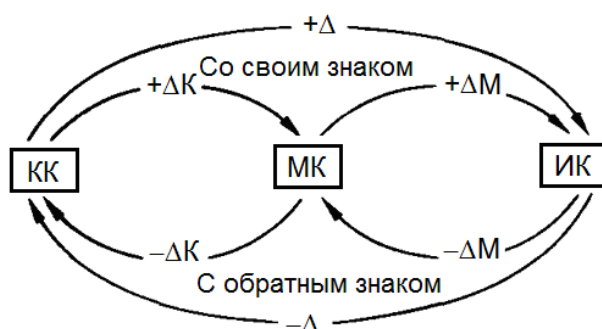 +Δ
Со своим знаком
+ΔК
+ΔМ
КК
МК
ИК
−ΔК
−ΔМ
С обратным знаком
−Δ